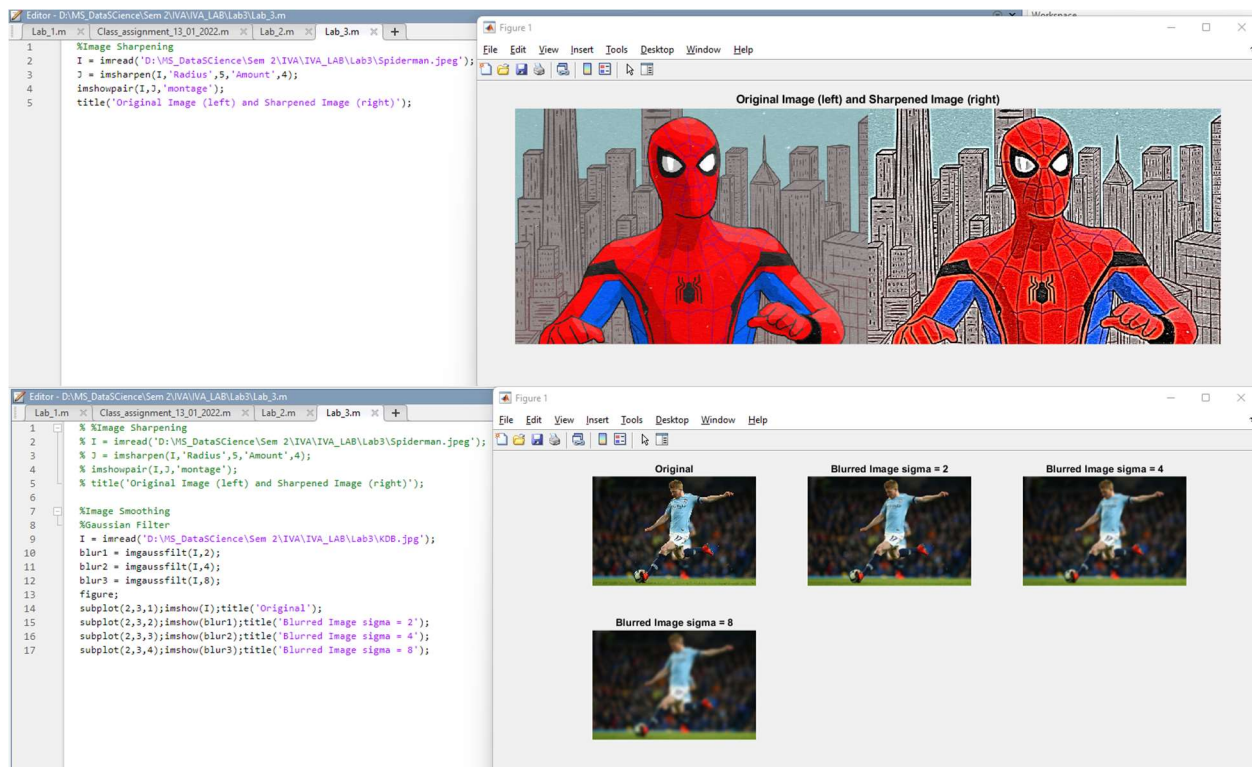 Editor - D:\MS_DataSCience\Sem 2\IVA\IVA_LAB\Lab3\Lab_3.m
Workspace
Lab_1.m Class_assignment_13_01_2022.m Lab_2.m Lab_3.m +
1 %Image Sharpening
2 I = imread('D:\MS_DataSCience\Sem 2\IVA\IVA_LAB\Lab3\Spiderman.jpeg');
3 J = imsharpen(I,'Radius',5,'Amount',4);
4 imshowpair(I,J,'montage');
5 title('Original Image (left) and Sharpened Image (right)');
Figure 1
File Edit View Insert Tools Desktop Window Help
Original Image (left) and Sharpened Image (right)
Editor - D:\MS_DataSCience\Sem 2\IVA\IVA_LAB\Lab3\Lab_3.m
Lab_1.m Class_assignment_13_01_2022.m Lab_2.m Lab_3.m +
1 % %Image Sharpening
2 % I = imread('D:\MS_DataSCience\Sem 2\IVA\IVA_LAB\Lab3\Spiderman.jpeg');
3 % J = imsharpen(I,'Radius',5,'Amount',4);
4 % imshowpair(I,J,'montage');
5 % title('Original Image (left) and Sharpened Image (right)');
6
7 %Image Smoothing
8 %Gaussian Filter
9 I = imread('D:\MS_DataSCience\Sem 2\IVA\IVA_LAB\Lab3\KDB.jpg');
10 blur1 = imgaussfilt(I,2);
11 blur2 = imgaussfilt(I,4);
12 blur3 = imgaussfilt(I,8);
13 figure;
14 subplot(2,3,1);imshow(I);title('Original');
15 subplot(2,3,2);imshow(blur1);title('Blurred Image sigma = 2');
16 subplot(2,3,3);imshow(blur2);title('Blurred Image sigma = 4');
17 subplot(2,3,4);imshow(blur3);title('Blurred Image sigma = 8');
Figure 1
File Edit View Insert Tools Desktop Window Help
Original
Blurred Image sigma = 2
Blurred Image sigma = 4
Blurred Image sigma = 8